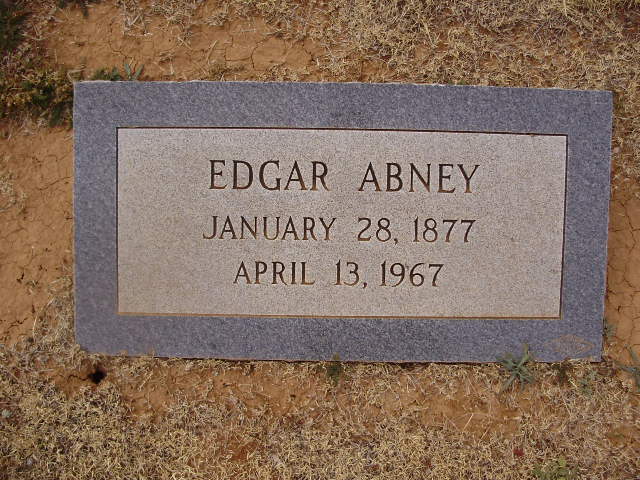 EDGAR ABNEY
JANUARY 28, 1877
APRIL 13, 1967